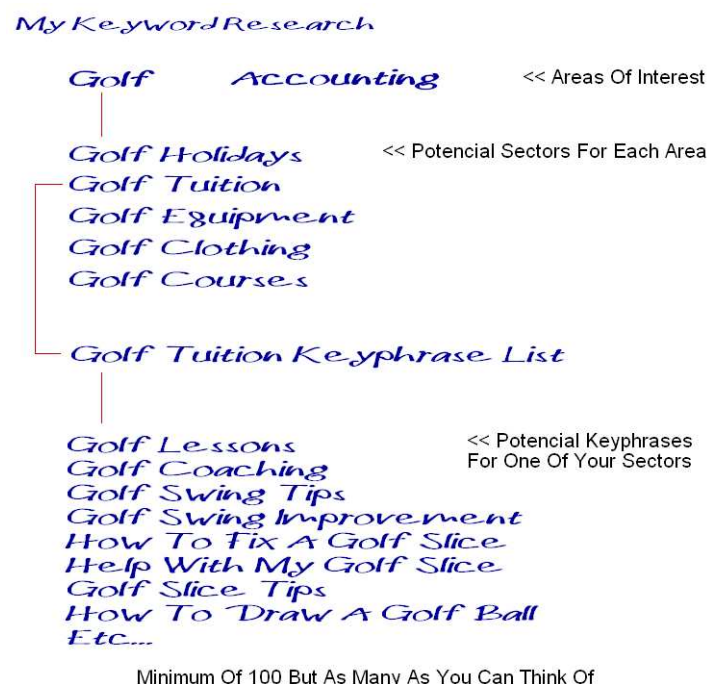 My Keyword Research
Golf Accounting << Areas Of Interest
Golf Holidays << Potencial Sectors For Each Area
Golf Tuition
Golf Equipment
Golf Clothing
Golf Courses
Golf Tuition Keyphrase List
Golf Lessons << Potencial Keyphrases
Golf Coaching For One Of Your Sectors
Golf Swing Tips
Golf Swing Improvement
How To Fix A Golf Slice
Help With My Golf Slice
Golf Slice Tips
How To Draw A Golf Ball
Etc...
Minimum Of 100 But As Many As You Can Think Of